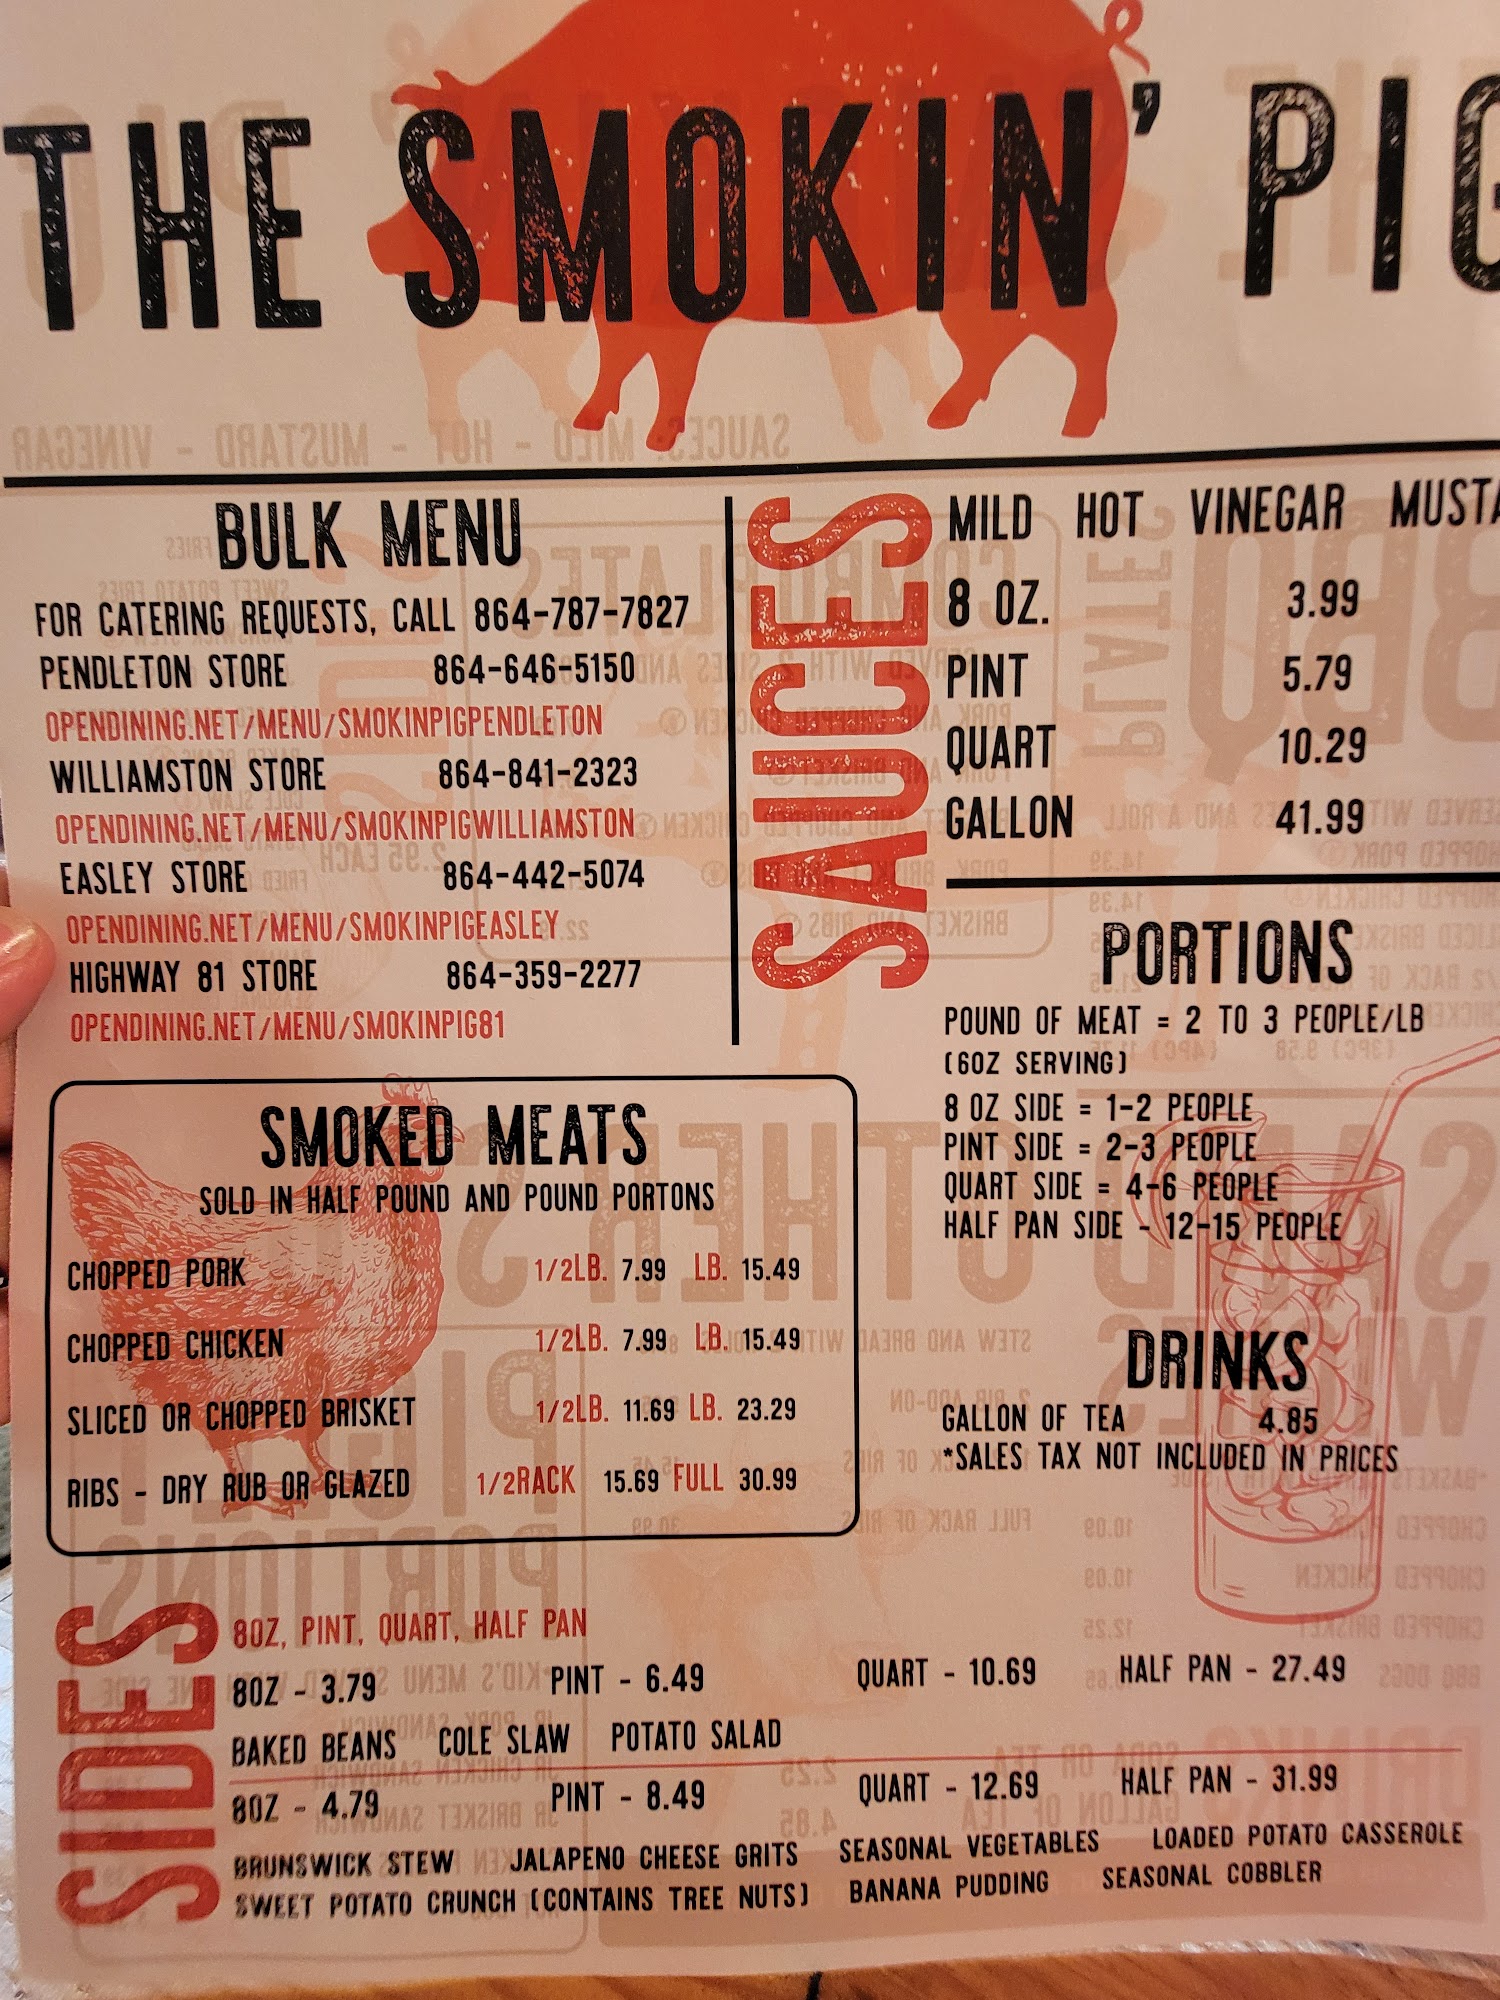 THE SMOKIN' PIG
BULK MENU
FOR CATERING REQUESTS, CALL 864-787-7827
PENDLETON STORE 864-646-5150
OPENDINING.NET/MENU/SMOKINPIGPENDLETON
WILLIAMSTON STORE 864-841-2323
OPENDINING.NET/MENU/SMOKINPIGWILLIAMSTON
EASLEY STORE 864-442-5074
OPENDINING.NET/MENU/SMOKINPIGEASLEY
HIGHWAY 81 STORE 864-359-2277
OPENDINING.NET/MENU/SMOKINPIG81
SAUCES
MILD HOT VINEGAR MUSTA
8 OZ. 3.99
PINT 5.79
QUART 10.29
GALLON 41.99
PORTIONS
POUND OF MEAT = 2 TO 3 PEOPLE/LB
(6OZ SERVING)
8 OZ SIDE = 1-2 PEOPLE
PINT SIDE = 2-3 PEOPLE
QUART SIDE = 4-6 PEOPLE
HALF PAN SIDE - 12-15 PEOPLE
SMOKED MEATS
SOLD IN HALF POUND AND POUND PORTONS
CHOPPED PORK 1/2LB. 7.99 LB. 15.49
CHOPPED CHICKEN 1/2LB. 7.99 LB. 15.49
SLICED OR CHOPPED BRISKET 1/2LB. 11.69 LB. 23.29
RIBS - DRY RUB OR GLAZED 1/2RACK 15.69 FULL 30.99
DRINKS
GALLON OF TEA 4.85
*SALES TAX NOT INCLUDED IN PRICES
SIDES
8OZ, PINT, QUART, HALF PAN
8OZ - 3.79 PINT - 6.49 QUART - 10.69 HALF PAN - 27.49
BAKED BEANS COLE SLAW POTATO SALAD
8OZ - 4.79 PINT - 8.49 QUART - 12.69 HALF PAN - 31.99
BRUNSWICK STEW JALAPENO CHEESE GRITS SEASONAL VEGETABLES LOADED POTATO CASSEROLE
SWEET POTATO CRUNCH (CONTAINS TREE NUTS) BANANA PUDDING SEASONAL COBBLER